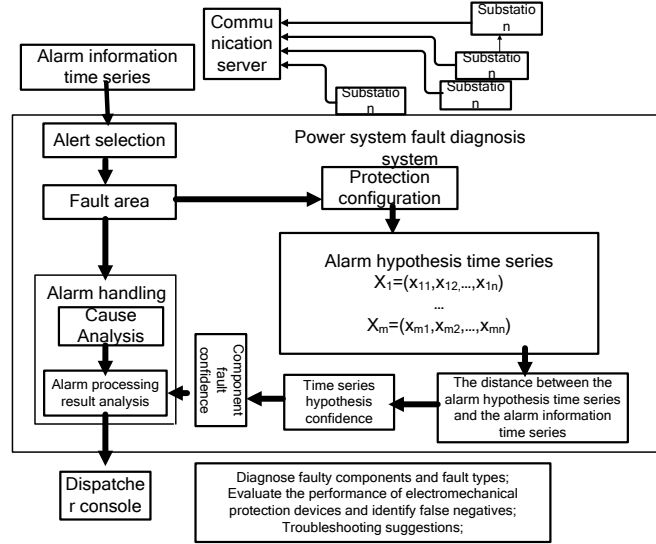 Substatio
n
Commu
nication
server
Substatio
n
Substatio
n
Substatio
n
Alarm information
time series
Alert selection
Power system fault diagnosis
system
Fault area
Protection
configuration
Alarm hypothesis time series
X1=(x11,x12,...,x1n)
...
Xm=(xm1,xm2,...,xmn)
Alarm handling
Cause
Analysis
Alarm processing
result analysis
Component
fault
confidence
Time series
hypothesis
confidence
The distance between the
alarm hypothesis time series
and the alarm information
time series
Dispatche
r console
Diagnose faulty components and fault types;
Evaluate the performance of electromechanical
protection devices and identify false negatives;
Troubleshooting suggestions;